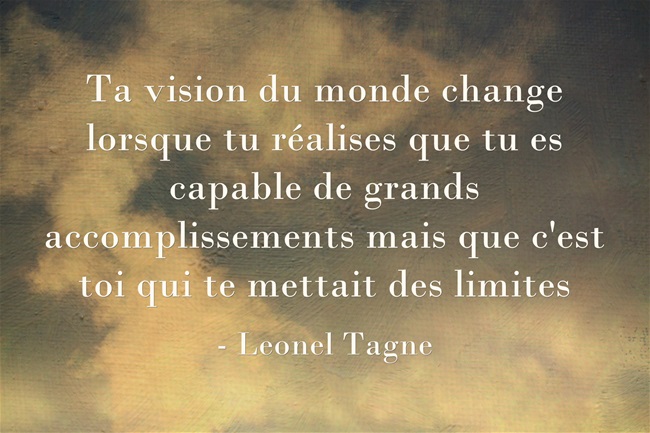 Ta vision du monde change
lorsque tu réalises que tu es
capable de grands
accomplissements mais que c'est
toi qui te mettait des limites
- Leonel Tagne